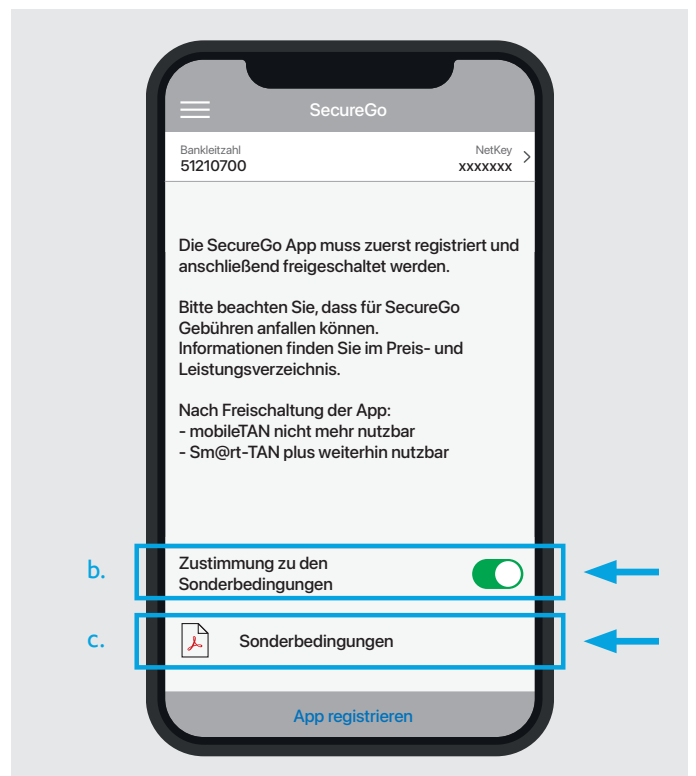 SecureGo
Bankleitzahl NetKey
51210700 xxxxxxx
Die SecureGo App muss zuerst registriert und
anschließend freigeschaltet werden.
Bitte beachten Sie, dass für SecureGo
Gebühren anfallen können.
Informationen finden Sie im Preis- und
Leistungsverzeichnis.
Nach Freischaltung der App:
- mobileTAN nicht mehr nutzbar
- Sm@rt-TAN plus weiterhin nutzbar
b. Zustimmung zu den
Sonderbedingungen
c. Sonderbedingungen
App registrieren